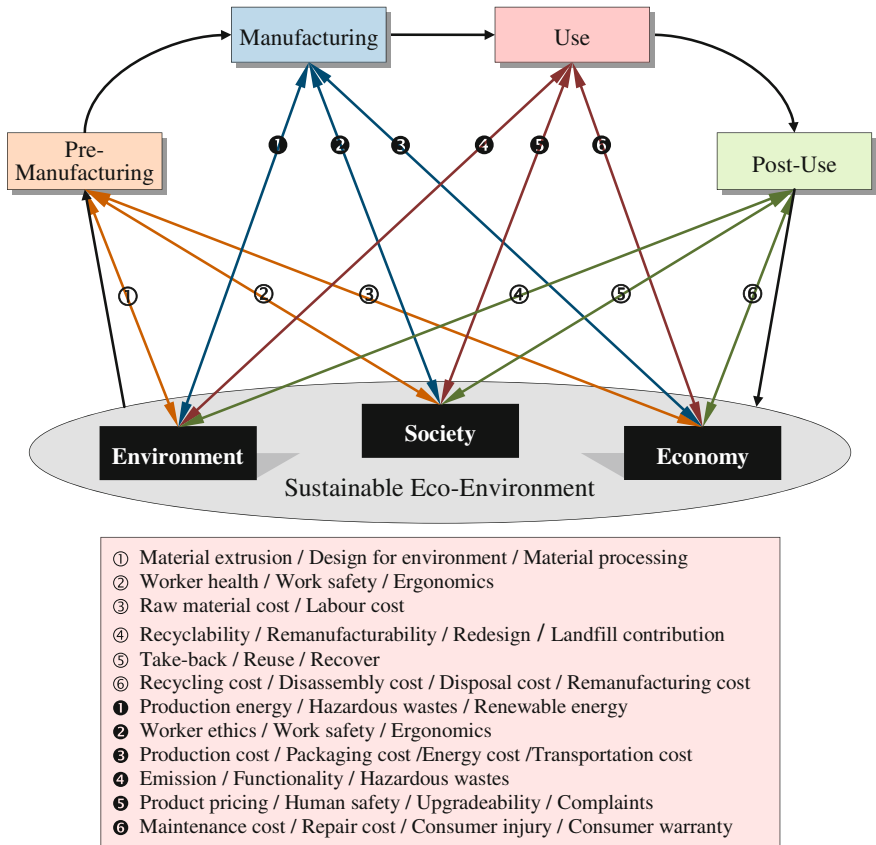 Manufacturing
Use
Pre-
Manufacturing
Post-Use
❶ ❷ ❸ ❹ ❺ ❻
① ② ③ ④ ⑤ ⑥
Society
Environment
Economy
Sustainable Eco-Environment
① Material extrusion / Design for environment / Material processing
② Worker health / Work safety / Ergonomics
③ Raw material cost / Labour cost
④ Recyclability / Remanufacturability / Redesign / Landfill contribution
⑤ Take-back / Reuse / Recover
⑥ Recycling cost / Disassembly cost / Disposal cost / Remanufacturing cost
❶ Production energy / Hazardous wastes / Renewable energy
❷ Worker ethics / Work safety / Ergonomics
❸ Production cost / Packaging cost /Energy cost /Transportation cost
❹ Emission / Functionality / Hazardous wastes
❺ Product pricing / Human safety / Upgradeability / Complaints
❻ Maintenance cost / Repair cost / Consumer injury / Consumer warranty